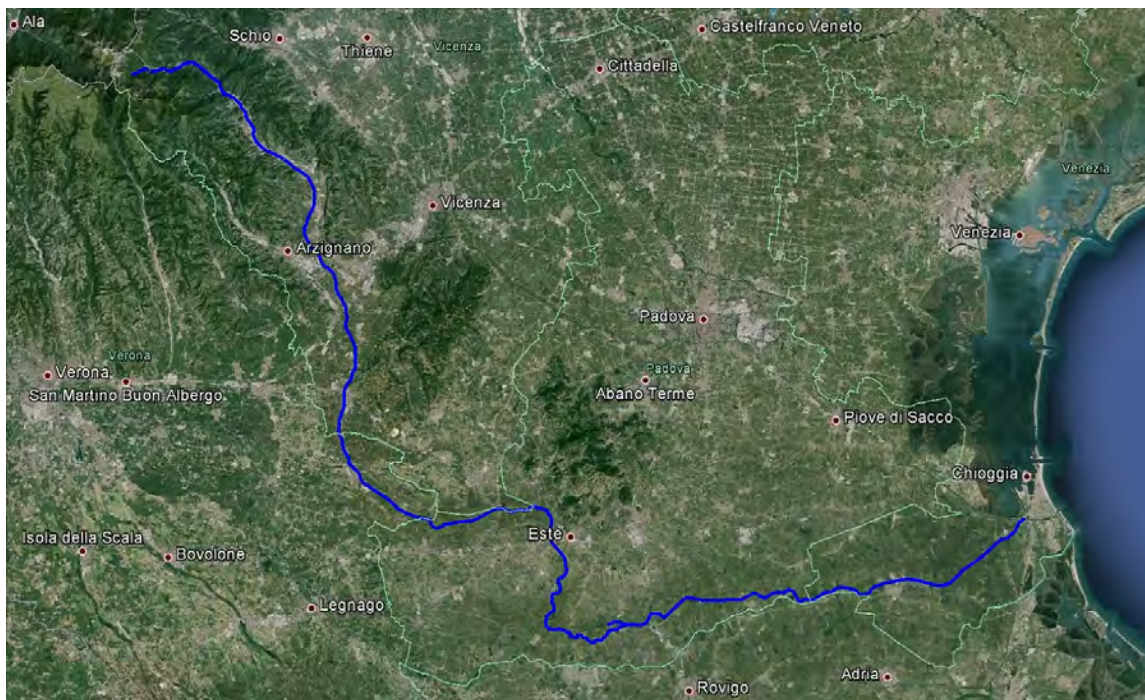 Ala
Schio
Thiene
Vicenza
Castelfranco Veneto
Cittadella
Venezia
Vicenza
Arzignano
Venezia
Padova
Verona
Verona
Padova
San Martino Buon Albergo
Abano Terme
Piove di Sacco
Chioggia
Este
Isola della Scala
Bovolone
Legnago
Adria
Rovigo